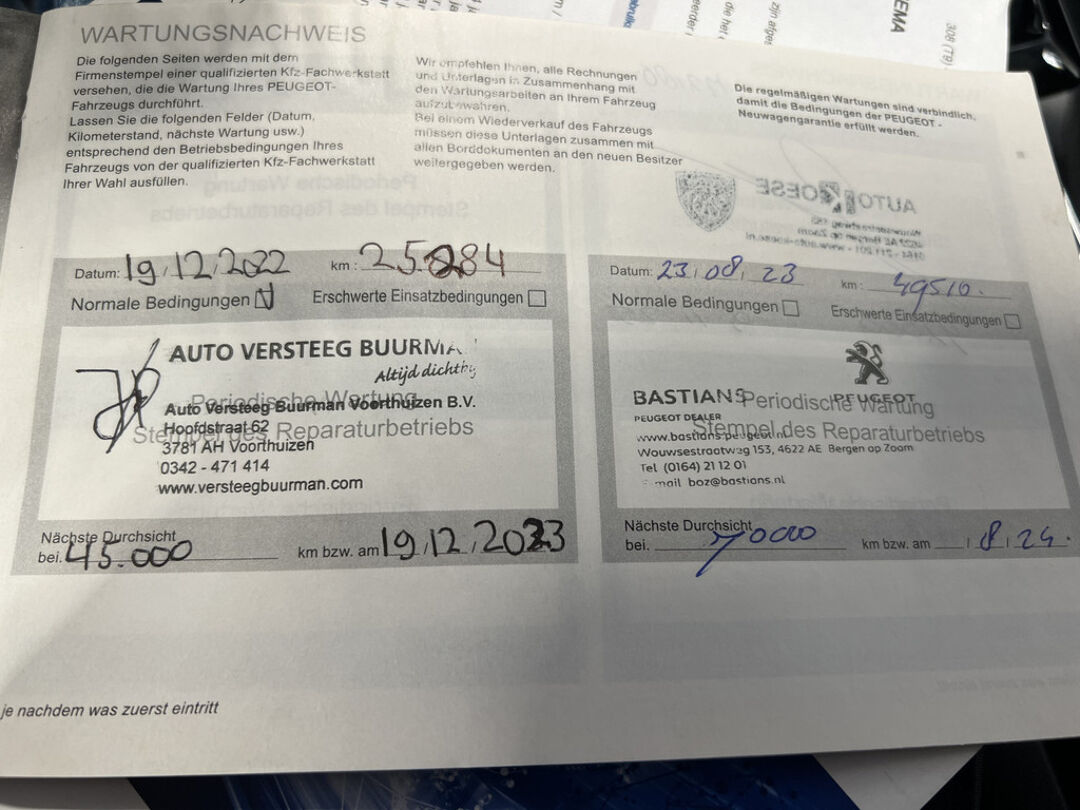 WARTUNGSNACHWEIS
Die folgenden Seiten werden mit dem
Firmenstempel einer qualifizierten Kfz-Fachwerkstatt
versehen, die die Wartung Ihres PEUGEOT-
Fahrzeugs durchführt.
Lassen Sie die folgenden Felder (Datum,
Kilometerstand, nächste Wartung usw.)
entsprechend den Betriebsbedingungen Ihres
Fahrzeugs von der qualifizierten Kfz-Fachwerkstatt
Ihrer Wahl ausfüllen.
Wir empfehlen Ihnen, alle Rechnungen
und Unterlagen in Zusammenhang mit
den Wartungsarbeiten an Ihrem Fahrzeug
aufzubewahren.
Bei einem Wiederverkauf des Fahrzeugs
müssen diese Unterlagen zusammen mit
allen Borddokumenten an den neuen Besitzer
weitergegeben werden.
Die regelmäßigen Wartungen sind verbindlich,
damit die Bedingungen der PEUGEOT -
Neuwagengarantie erfüllt werden.
Datum: 19,12,2022 km : 25.284
Normale Bedingungen Erschwerte Einsatzbedingungen
AUTO VERSTEEG BUURMA
Altijd dichtbij
Periodische Wartung
Auto Versteeg Buurman Voorthuizen B.V.
Hoofdstraat 62
Stempel des Reparaturbetriebs
3781 AH Voorthuizen
0342 - 471 414
www.versteegbuurman.com
Nächste Durchsicht
bei. 45.000 km bzw. am 19,12,2023
Datum: 23,08,23 km : 49510.
Normale Bedingungen Erschwerte Einsatzbedingungen
BASTIANS PEUGEOT
Periodische Wartung
PEUGEOT DEALER
Stempel des Reparaturbetriebs
www.bastians.peugeot.nl
Wouwsestraatweg 153, 4622 AE Bergen op Zoom
Tel (0164) 21 12 01
mail boz@bastians.nl
Nächste Durchsicht
bei. 70000 km bzw. am 8,24.
je nachdem was zuerst eintritt
AUTO KOESE
EMA
308 (T9)